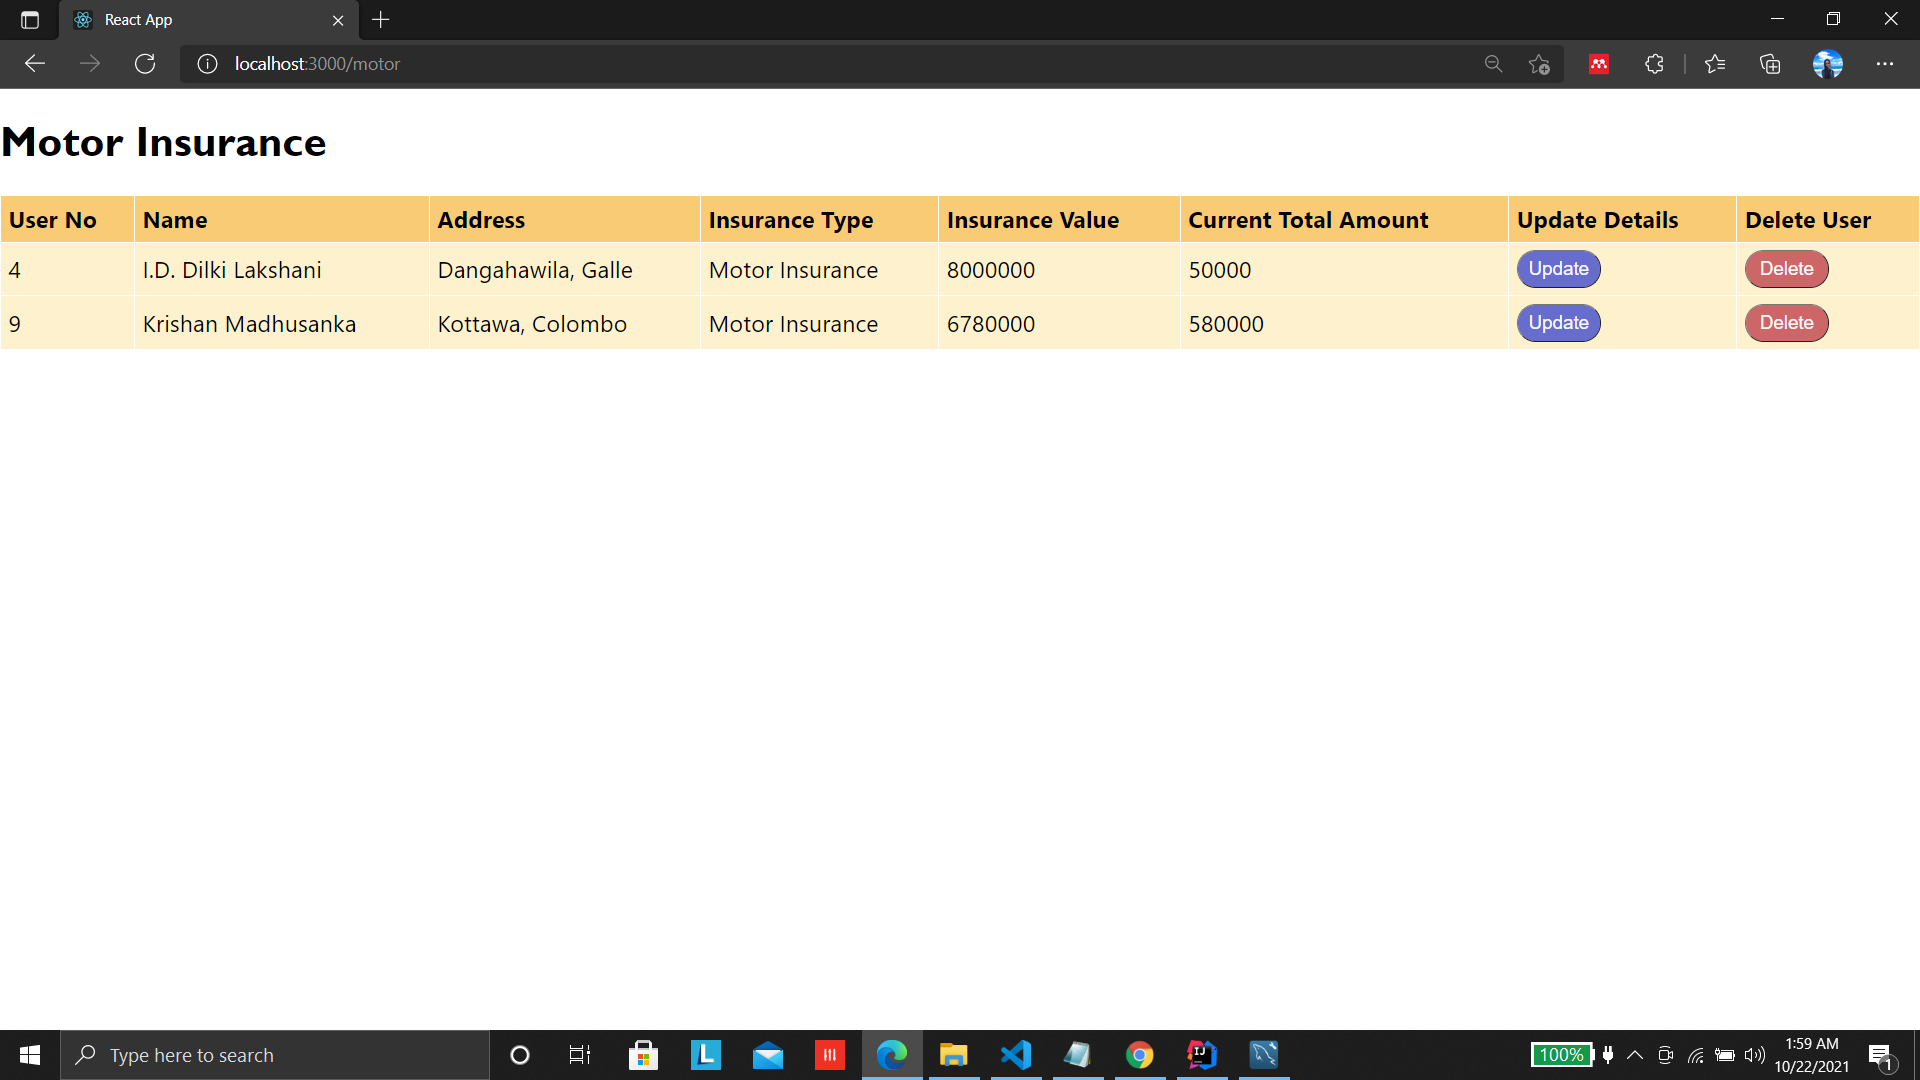 React App
localhost:3000/motor
Motor Insurance
User No Name Address Insurance Type Insurance Value Current Total Amount Update Details Delete User
4 I.D. Dilki Lakshani Dangahawila, Galle Motor Insurance 8000000 50000 Update Delete
9 Krishan Madhusanka Kottawa, Colombo Motor Insurance 6780000 580000 Update Delete
Type here to search
L
IJ
100%
1:59 AM
10/22/2021
1